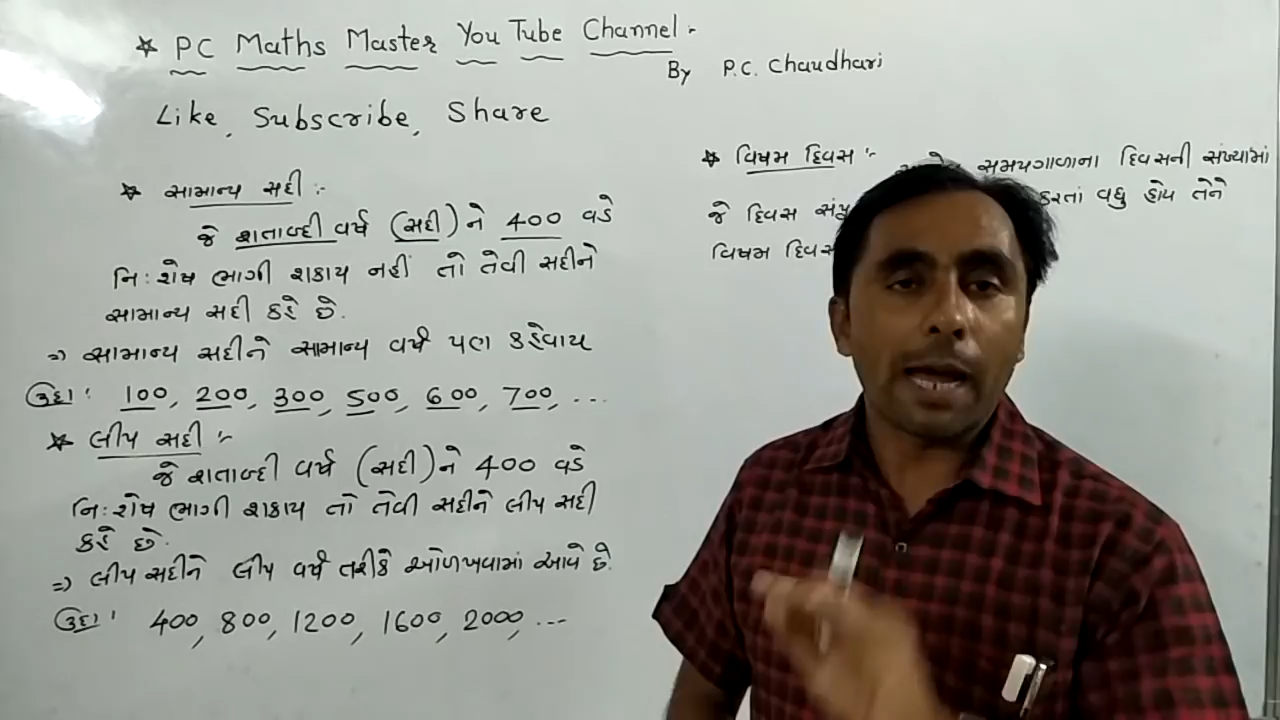 ★ PC Maths Master You Tube Channel :-
By P.C. Chaudhari
Like, Subscribe, Share
★ સામાન્ય સદી :-
જે શતાબ્દી વર્ષ (સદી) ને 400 વડે
નિ:શેષ ભાગી શકાય નહીં તો તેવી સદીને
સામાન્ય સદી કહે છે.
=> સામાન્ય સદીને સામાન્ય વર્ષ પણ કહેવાય
ઉદા: 100, 200, 300, 500, 600, 700, ...
★ લીપ સદી :-
જે શતાબ્દી વર્ષ (સદી) ને 400 વડે
નિ:શેષ ભાગી શકાય તો તેવી સદીને લીપ સદી
કહે છે.
=> લીપ સદીને લીપ વર્ષ તરીકે ઓળખવામાં આવે છે.
ઉદા: 400, 800, 1200, 1600, 2000, ...
★ વિષમ દિવસ :- સમયગાળાના દિવસની સંખ્યામાં
જે દિવસ કરતાં વધુ હોય તેને
વિષમ દિવસ